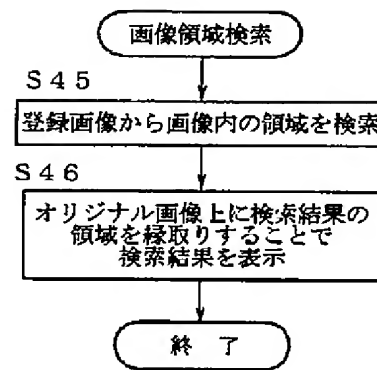 画像領域検索
S45
登録画像から画像内の領域を検索
S46
オリジナル画像上に検索結果の
領域を縁取りすることで
検索結果を表示
終了